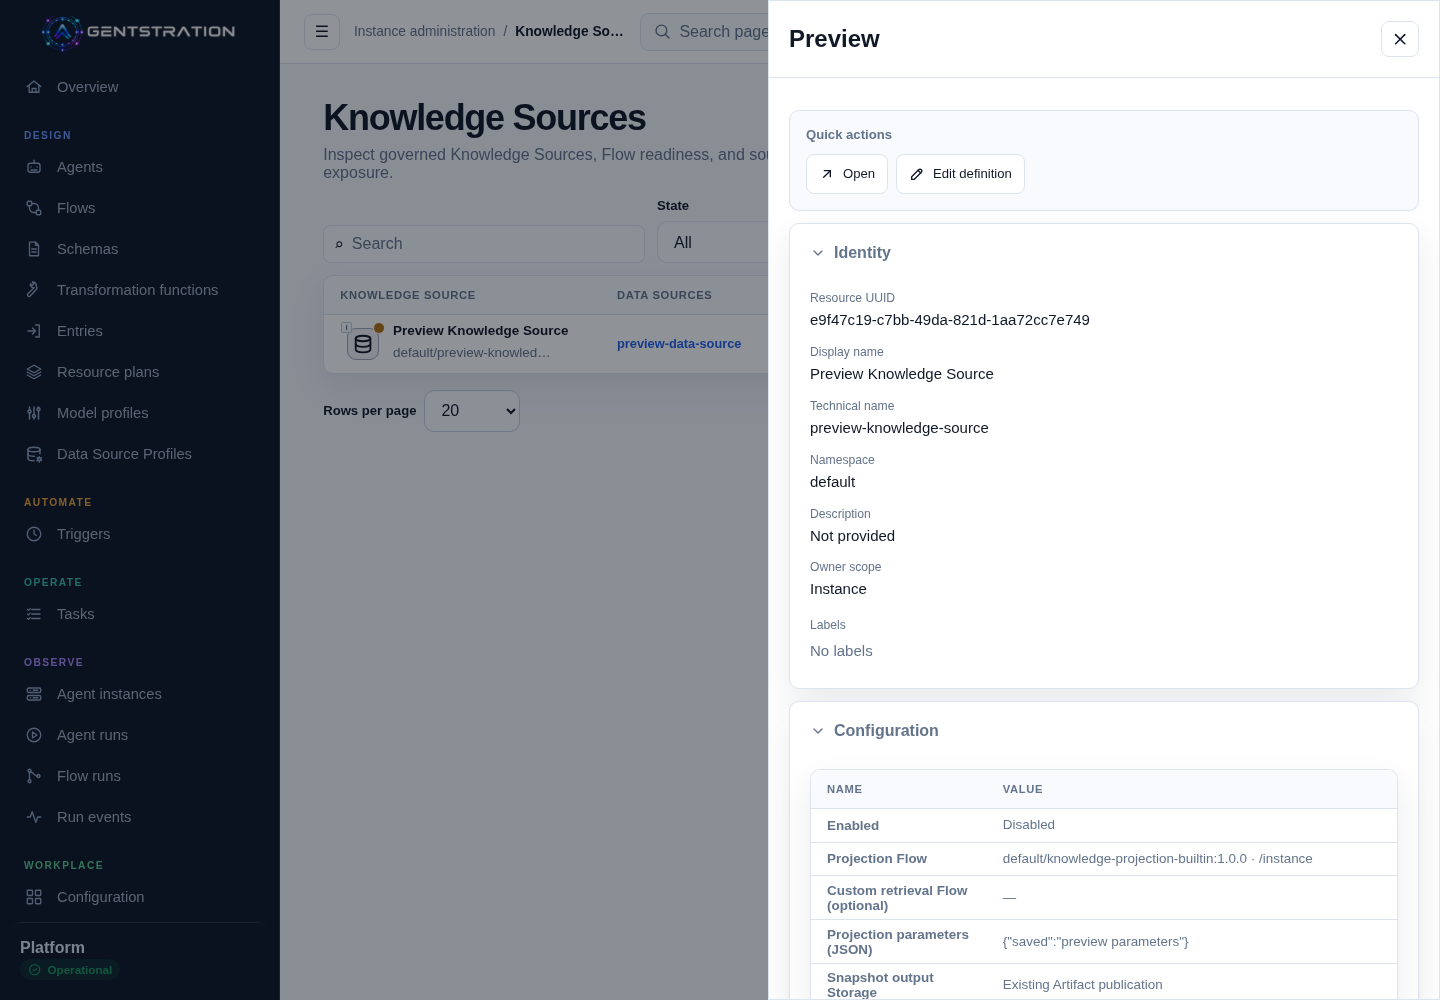 GENTSTRATION
Overview
DESIGN
Agents
Flows
Schemas
Transformation functions
Entries
Resource plans
Model profiles
Data Source Profiles
AUTOMATE
Triggers
OPERATE
Tasks
OBSERVE
Agent instances
Agent runs
Flow runs
Run events
WORKPLACE
Configuration
Platform
Operational
Instance administration / Knowledge So...
Search page
Knowledge Sources
Inspect governed Knowledge Sources, Flow readiness, and sou
exposure.
State
Search
All
KNOWLEDGE SOURCE DATA SOURCES
I
Preview Knowledge Source
default/preview-knowled...
preview-data-source
Rows per page 20
Preview
Quick actions
Open
Edit definition
Identity
Resource UUID
e9f47c19-c7bb-49da-821d-1aa72cc7e749
Display name
Preview Knowledge Source
Technical name
preview-knowledge-source
Namespace
default
Description
Not provided
Owner scope
Instance
Labels
No labels
Configuration
NAME VALUE
Enabled Disabled
Projection Flow default/knowledge-projection-builtin:1.0.0 · /instance
Custom retrieval Flow
(optional)
—
Projection parameters
(JSON)
{"saved":"preview parameters"}
Snapshot output
Storage
Existing Artifact publication